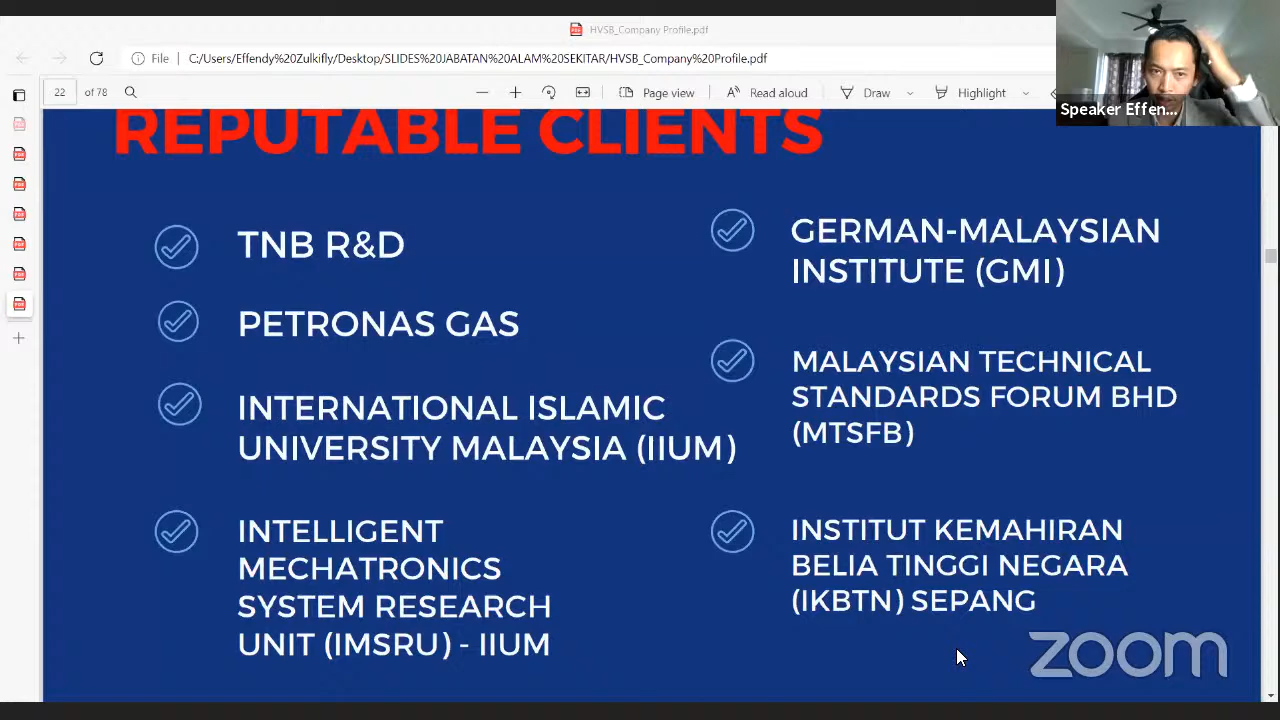 HVSB_Company Profile.pdf
File C:/Users/Effendy%20Zulkifly/Desktop/SLIDES%20JABATAN%20ALAM%20SEKITAR/HVSB_Company%20Profile.pdf
22 of 78 Page view Read aloud Draw Highlight
Speaker Effen...
REPUTABLE CLIENTS
TNB R&D
PETRONAS GAS
INTERNATIONAL ISLAMIC
UNIVERSITY MALAYSIA (IIUM)
INTELLIGENT
MECHATRONICS
SYSTEM RESEARCH
UNIT (IMSRU) - IIUM
GERMAN-MALAYSIAN
INSTITUTE (GMI)
MALAYSIAN TECHNICAL
STANDARDS FORUM BHD
(MTSFB)
INSTITUT KEMAHIRAN
BELIA TINGGI NEGARA
(IKBTN) SEPANG
zoom